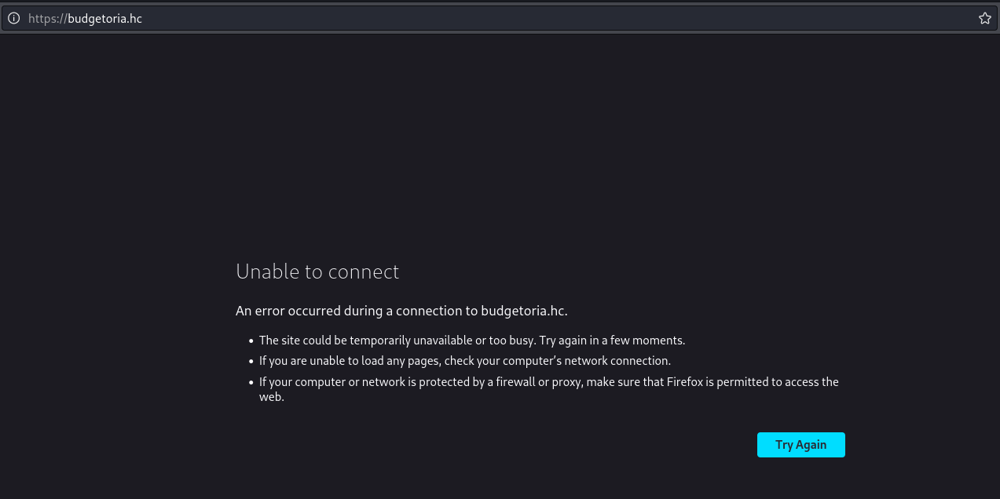 https://budgetoria.hc
Unable to connect
An error occurred during a connection to budgetoria.hc.
• The site could be temporarily unavailable or too busy. Try again in a few moments.
• If you are unable to load any pages, check your computer’s network connection.
• If your computer or network is protected by a firewall or proxy, make sure that Firefox is permitted to access the
web.
Try Again